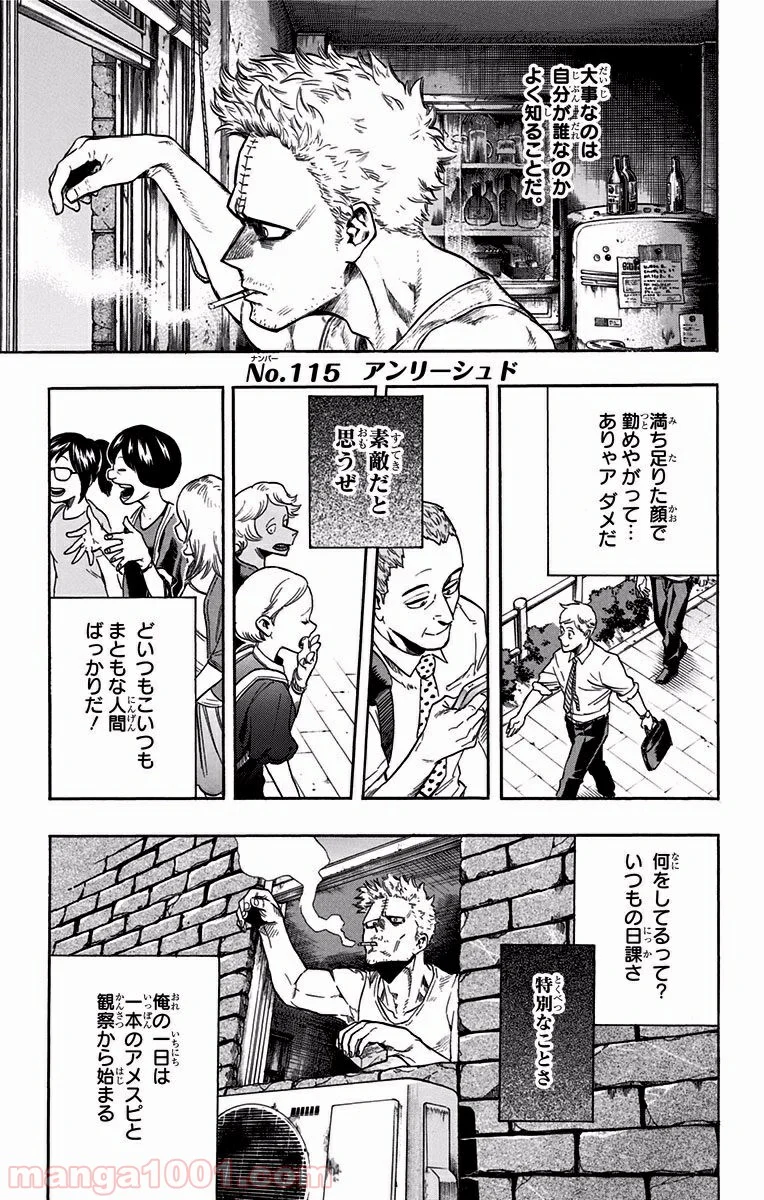 大事なのは
自分が誰なのか
よく知ることだ。
No.115 アンリーシュド
満ち足りた顔で
勤めやがって…
ありゃア ダメだ
素敵だと
思うぜ
どいつもこいつも
まともな人間
ばっかりだ!
何をしてるって?
いつもの日課さ
特別なことさ
俺の一日は
一本のアメスピと
観察から始まる
manga1001.com